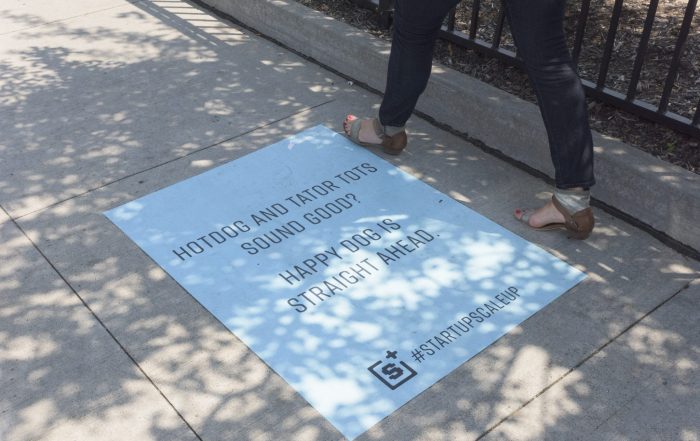 HOTDOG AND TATOR TOTS
SOUND GOOD?
HAPPY DOG IS
STRAIGHT AHEAD.
S+
#STARTUPSCALEUP